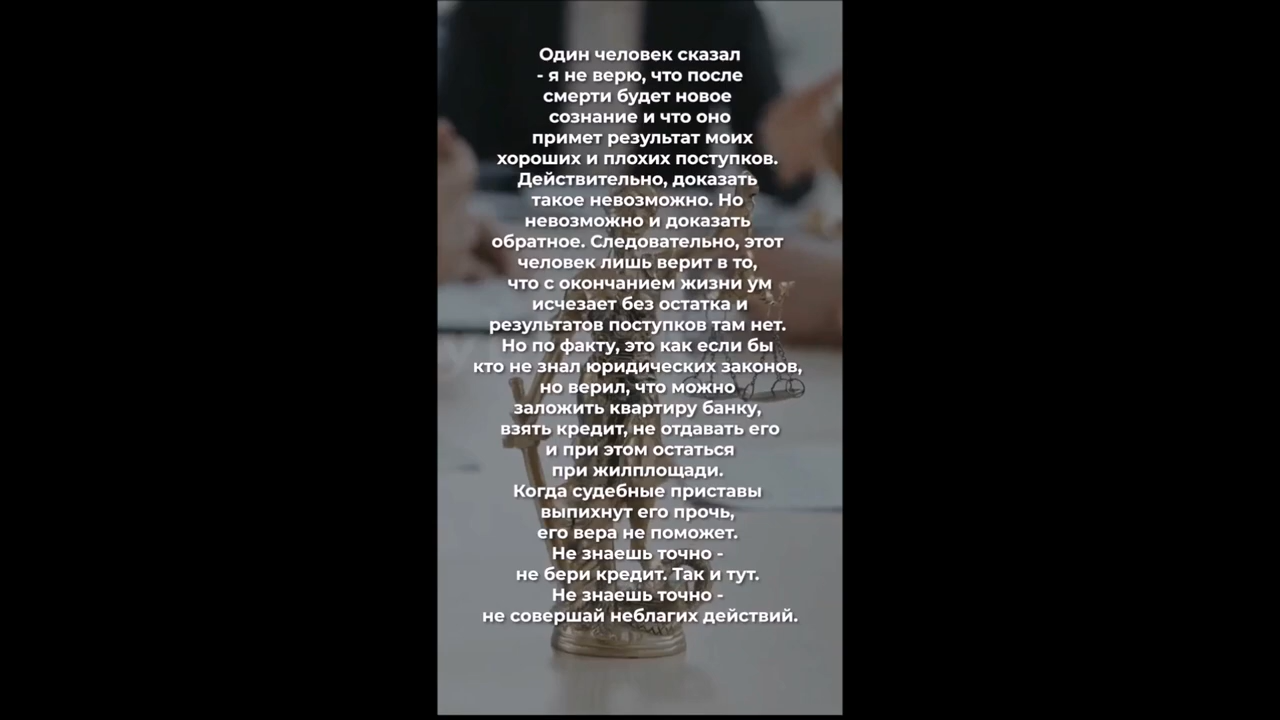 Один человек сказал
- я не верю, что после
смерти будет новое
сознание и что оно
примет результат моих
хороших и плохих поступков.
Действительно, доказать
такое невозможно. Но
невозможно и доказать
обратное. Следовательно, этот
человек лишь верит в то,
что с окончанием жизни ум
исчезает без остатка и
результатов поступков там нет.
Но по факту, это как если бы
кто не знал юридических законов,
но верил, что можно
заложить квартиру банку,
взять кредит, не отдавать его
и при этом остаться
при жилплощади.
Когда судебные приставы
выпихнут его прочь,
его вера не поможет.
Не знаешь точно -
не бери кредит. Так и тут.
Не знаешь точно -
не совершай неблагих действий.